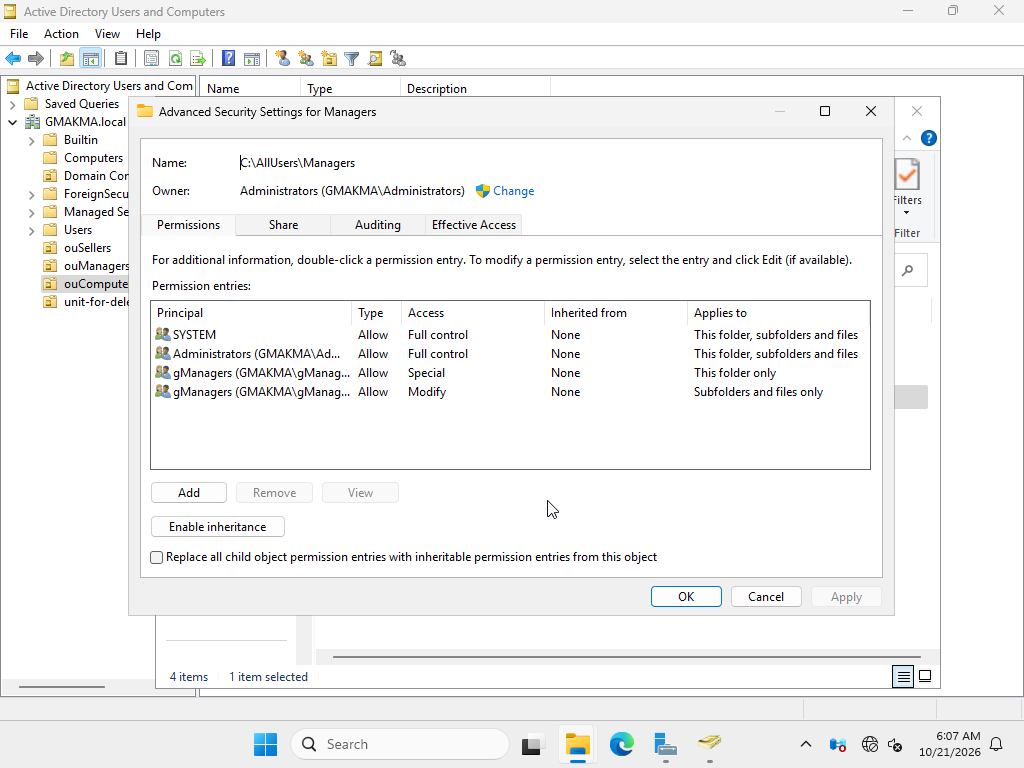 Active Directory Users and Computers
File Action View Help
Active Directory Users and Com
Name Type Description
Saved Queries
GMAKMA.local
Builtin
Computers
Domain Cor
ForeignSecu
Managed Se
Users
ouSellers
ouManagers
ouCompute
unit-for-dele
Advanced Security Settings for Managers
Name: C:\AllUsers\Managers
Owner: Administrators (GMAKMA\Administrators) Change
Permissions Share Auditing Effective Access
For additional information, double-click a permission entry. To modify a permission entry, select the entry and click Edit (if available).
Permission entries:
Principal Type Access Inherited from Applies to
SYSTEM Allow Full control None This folder, subfolders and files
Administrators (GMAKMA\Ad... Allow Full control None This folder, subfolders and files
gManagers (GMAKMA\gManag... Allow Special None This folder only
gManagers (GMAKMA\gManag... Allow Modify None Subfolders and files only
Add Remove View
Enable inheritance
Replace all child object permission entries with inheritable permission entries from this object
OK Cancel Apply
Filters
Filter
4 items 1 item selected
Search
6:07 AM
10/21/2026